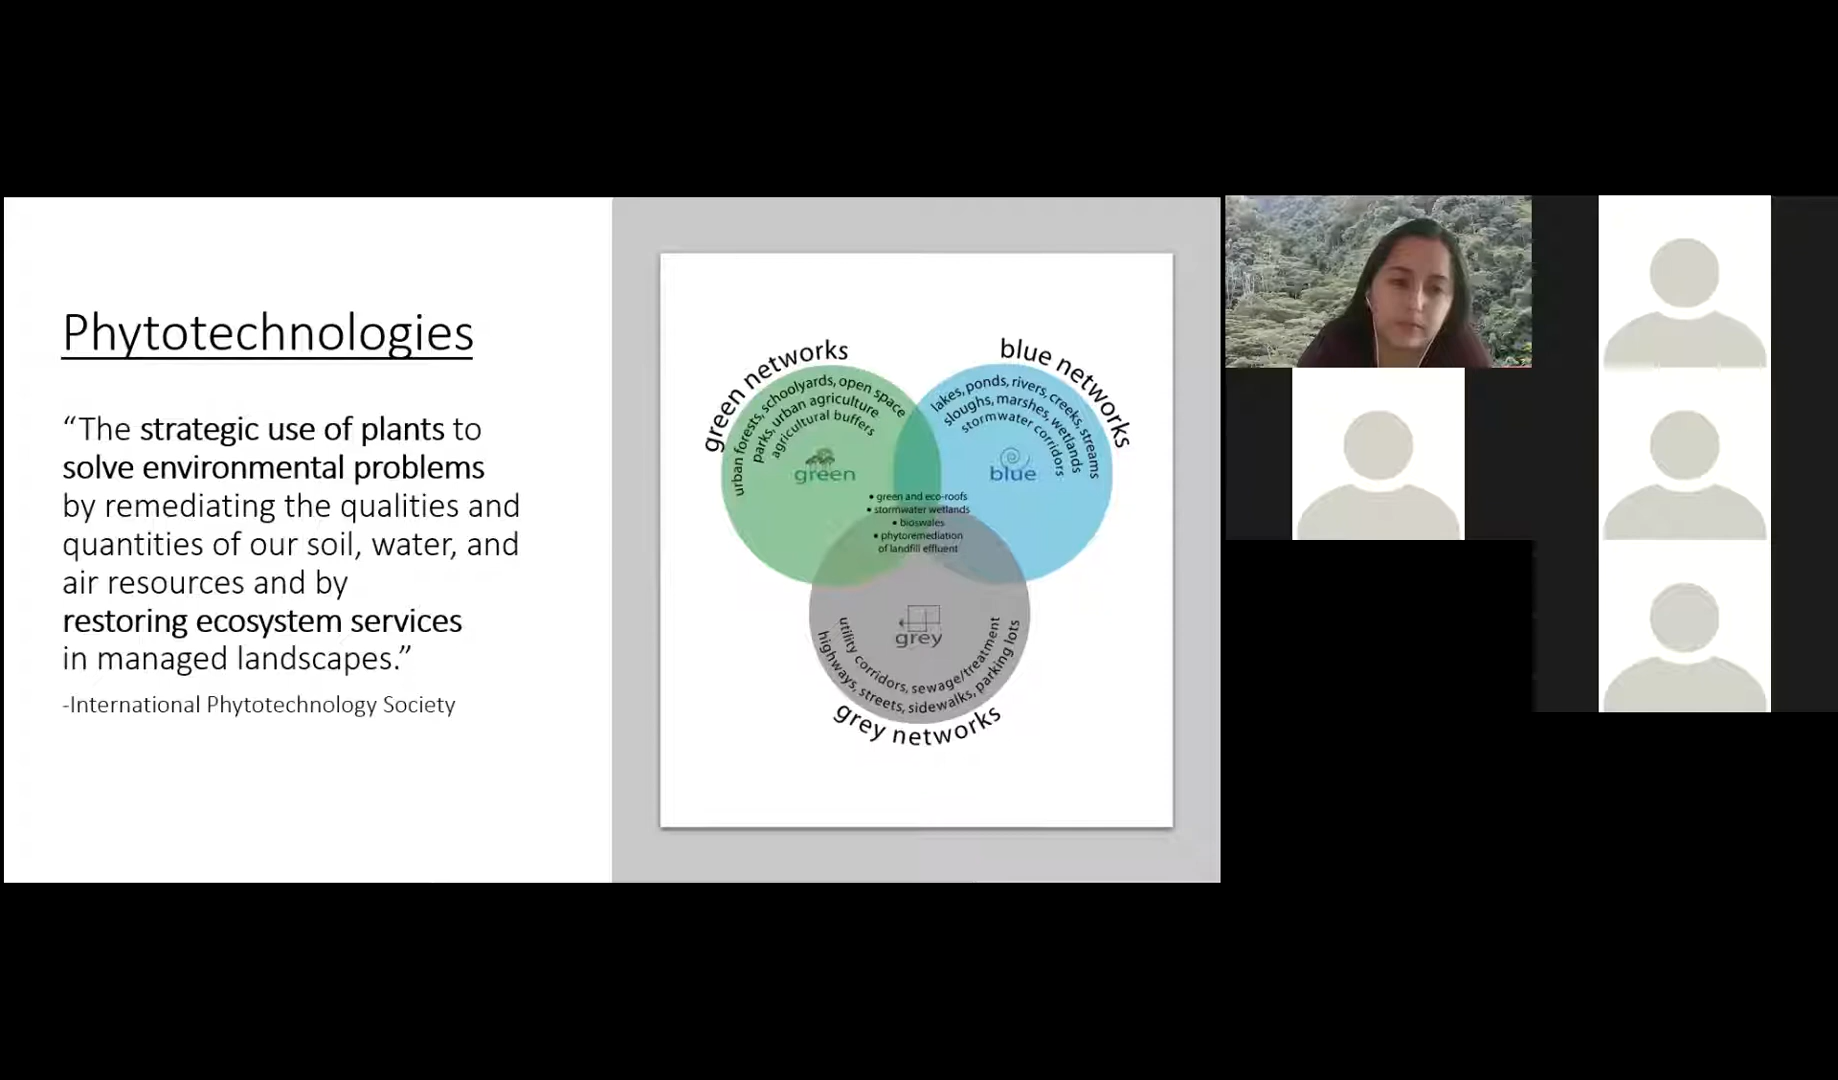 Phytotechnologies
“The strategic use of plants to
solve environmental problems
by remediating the qualities and
quantities of our soil, water, and
air resources and by
restoring ecosystem services
in managed landscapes.”
-International Phytotechnology Society
green networks
urban forests, schoolyards, open space
parks, urban agriculture
agricultural buffers
green
blue networks
lakes, ponds, rivers, creeks, streams
sloughs, marshes, wetlands
stormwater corridors
blue
• green and eco-roofs
• stormwater wetlands
• bioswales
• phytoremediation
of landfill effluent
grey
utility corridors, sewage/treatment
highways, streets, sidewalks, parking lots
grey networks